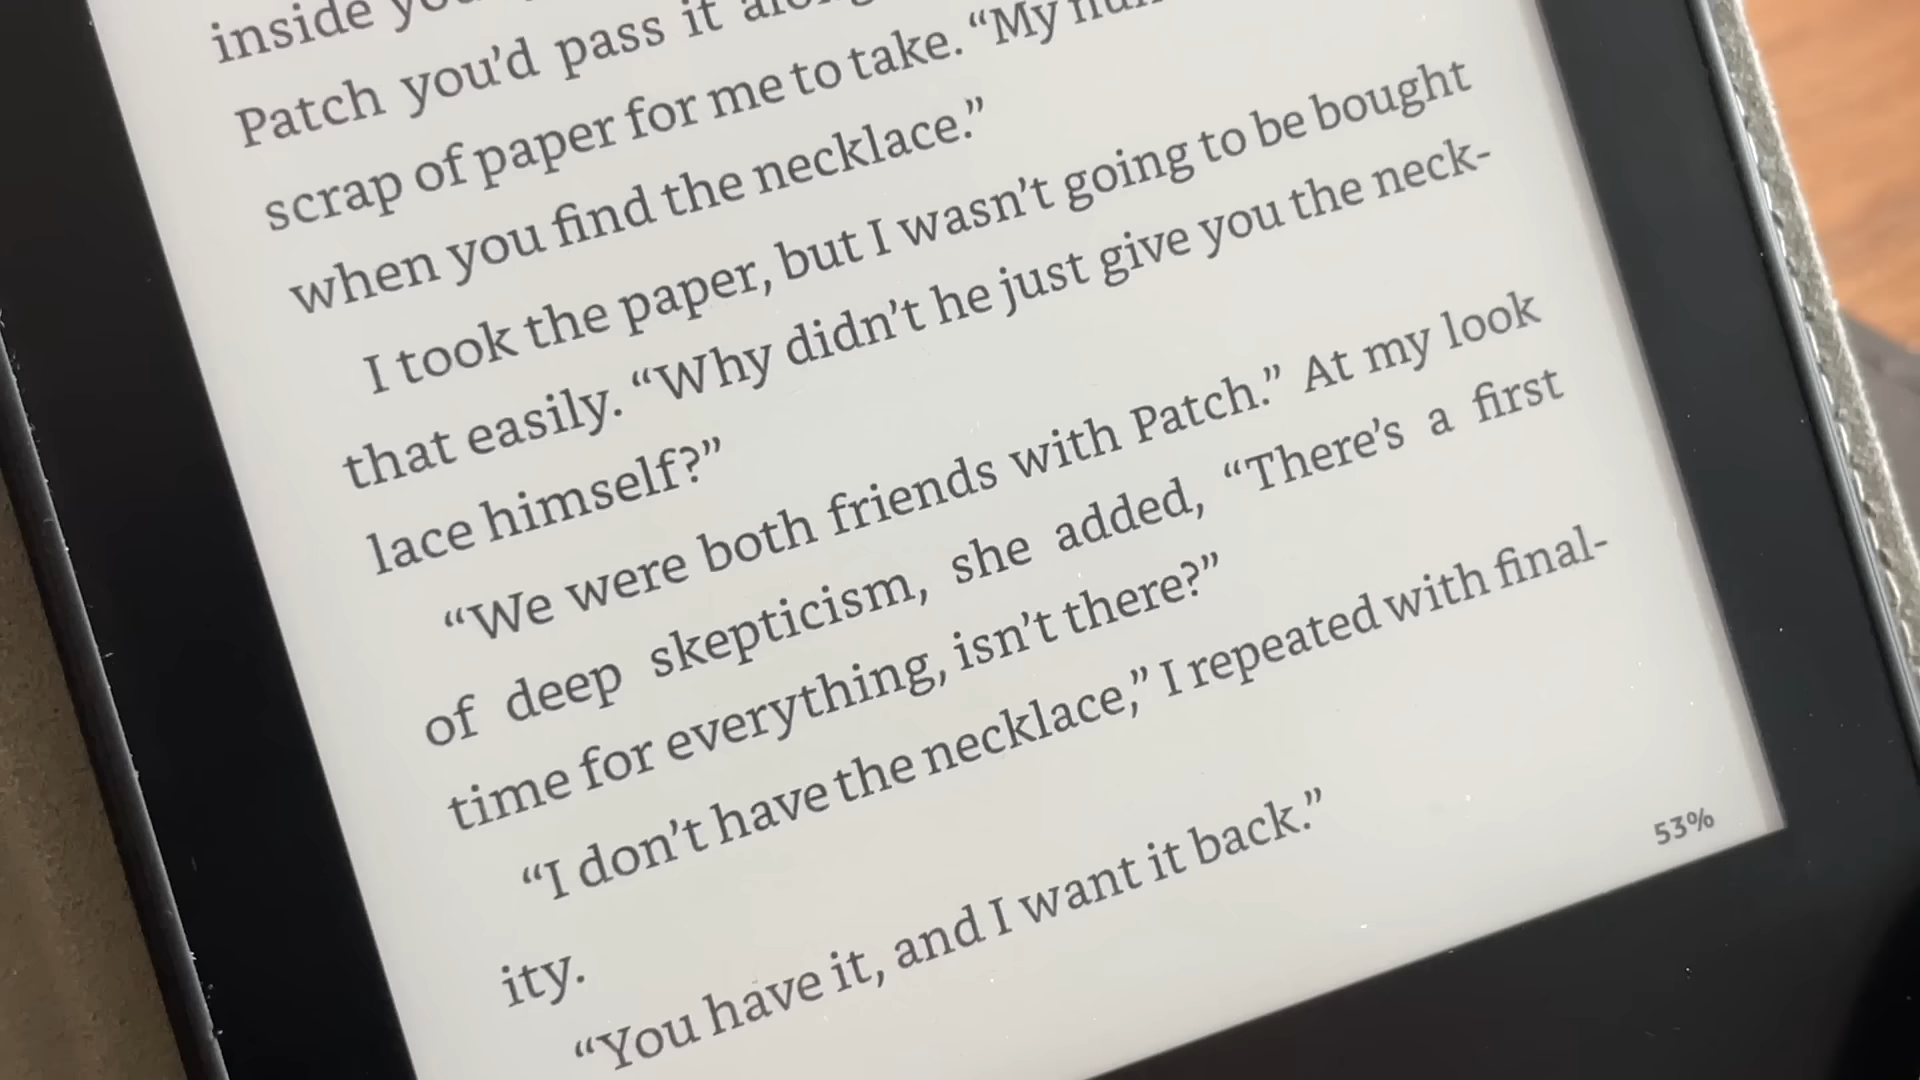 inside
Patch you’d pass it
scrap of paper for me to take. “My
when you find the necklace.”
I took the paper, but I wasn’t going to be bought
that easily. “Why didn’t he just give you the neck-
lace himself?”
“We were both friends with Patch.” At my look
of deep skepticism, she added, “There’s a first
time for everything, isn’t there?”
“I don’t have the necklace,” I repeated with final-
ity.
“You have it, and I want it back.”
53%